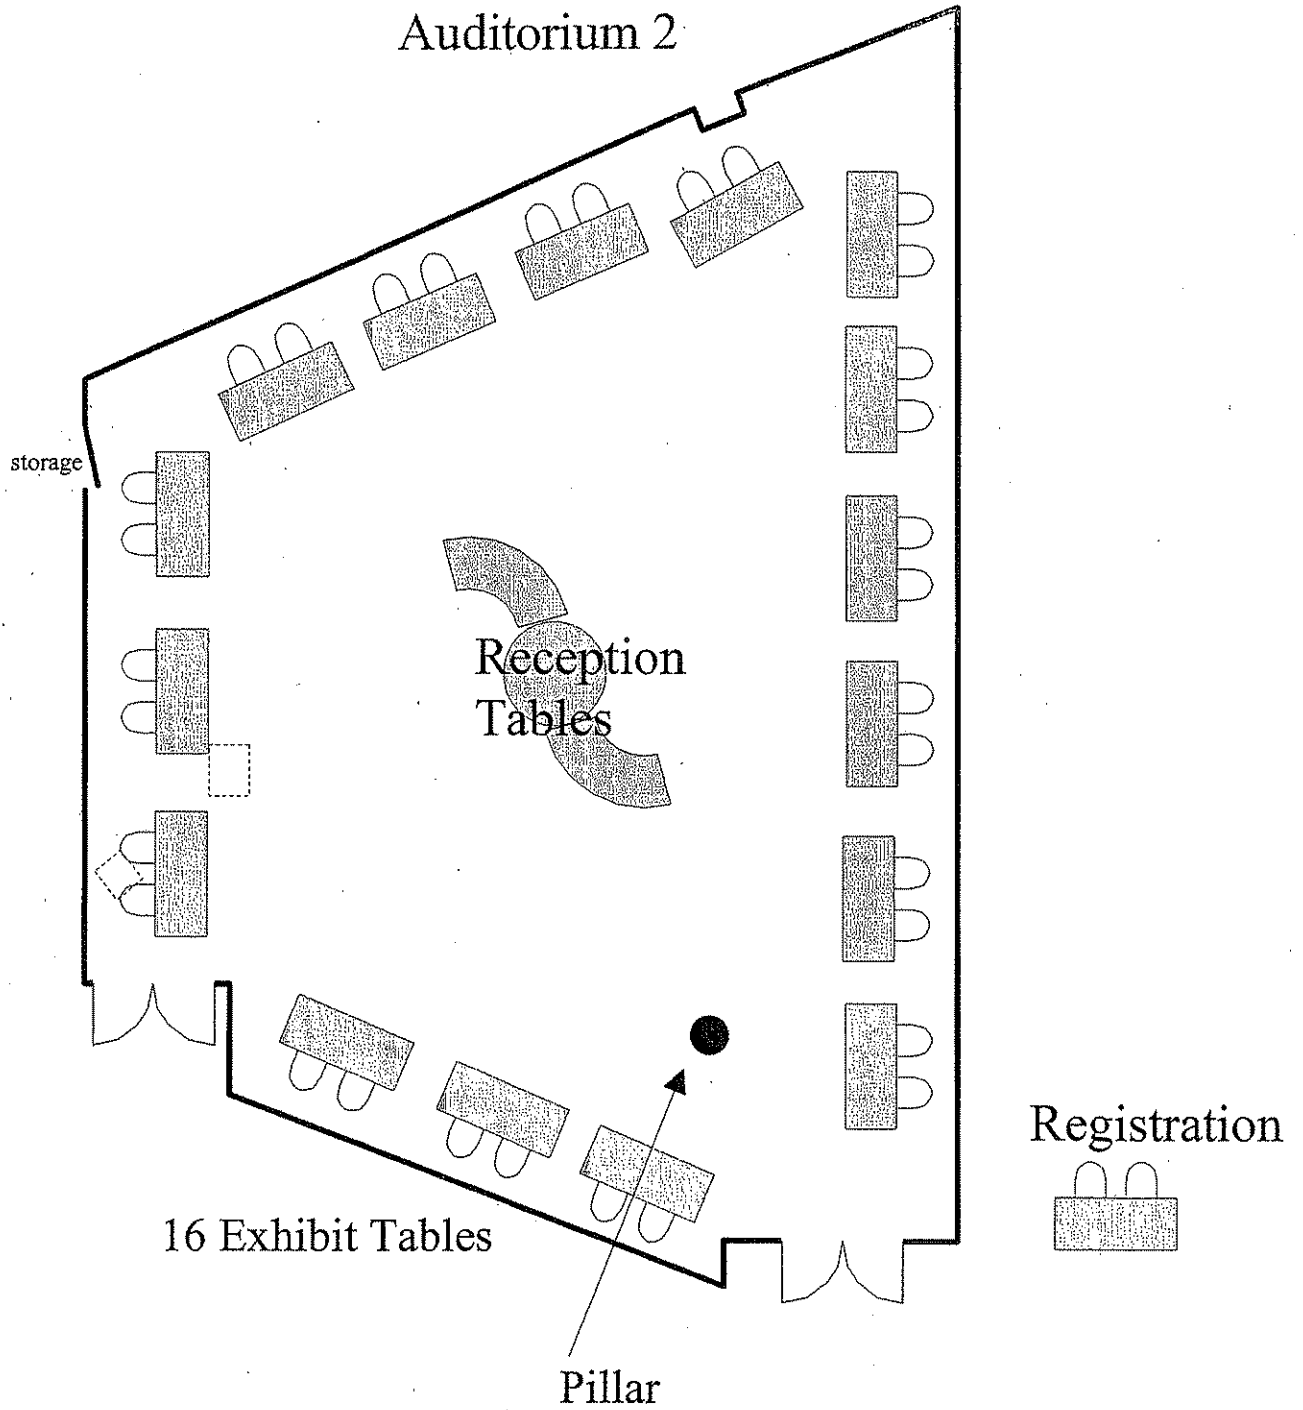 Auditorium 2
storage
Reception
Tables
Registration
16 Exhibit Tables
Pillar